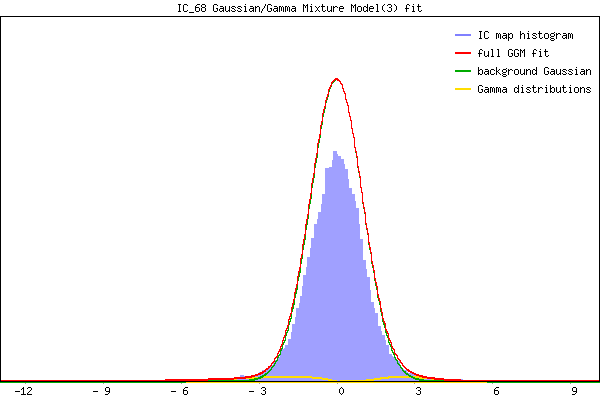 IC_68 Gaussian/Gamma Mixture Model(3) fit
IC map histogram
full GGM fit
background Gaussian
Gamma distributions
-12 -9 -6 -3 0 3 6 9